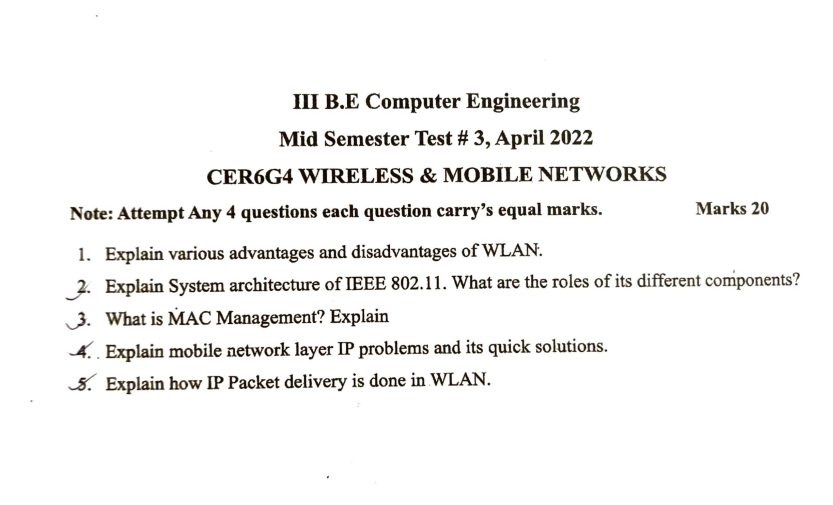 III B.E Computer Engineering
Mid Semester Test # 3, April 2022
CER6G4 WIRELESS & MOBILE NETWORKS
Note: Attempt Any 4 questions each question carry’s equal marks. Marks 20
1. Explain various advantages and disadvantages of WLAN.
2. Explain System architecture of IEEE 802.11. What are the roles of its different components?
3. What is MAC Management? Explain
4. Explain mobile network layer IP problems and its quick solutions.
5. Explain how IP Packet delivery is done in WLAN.